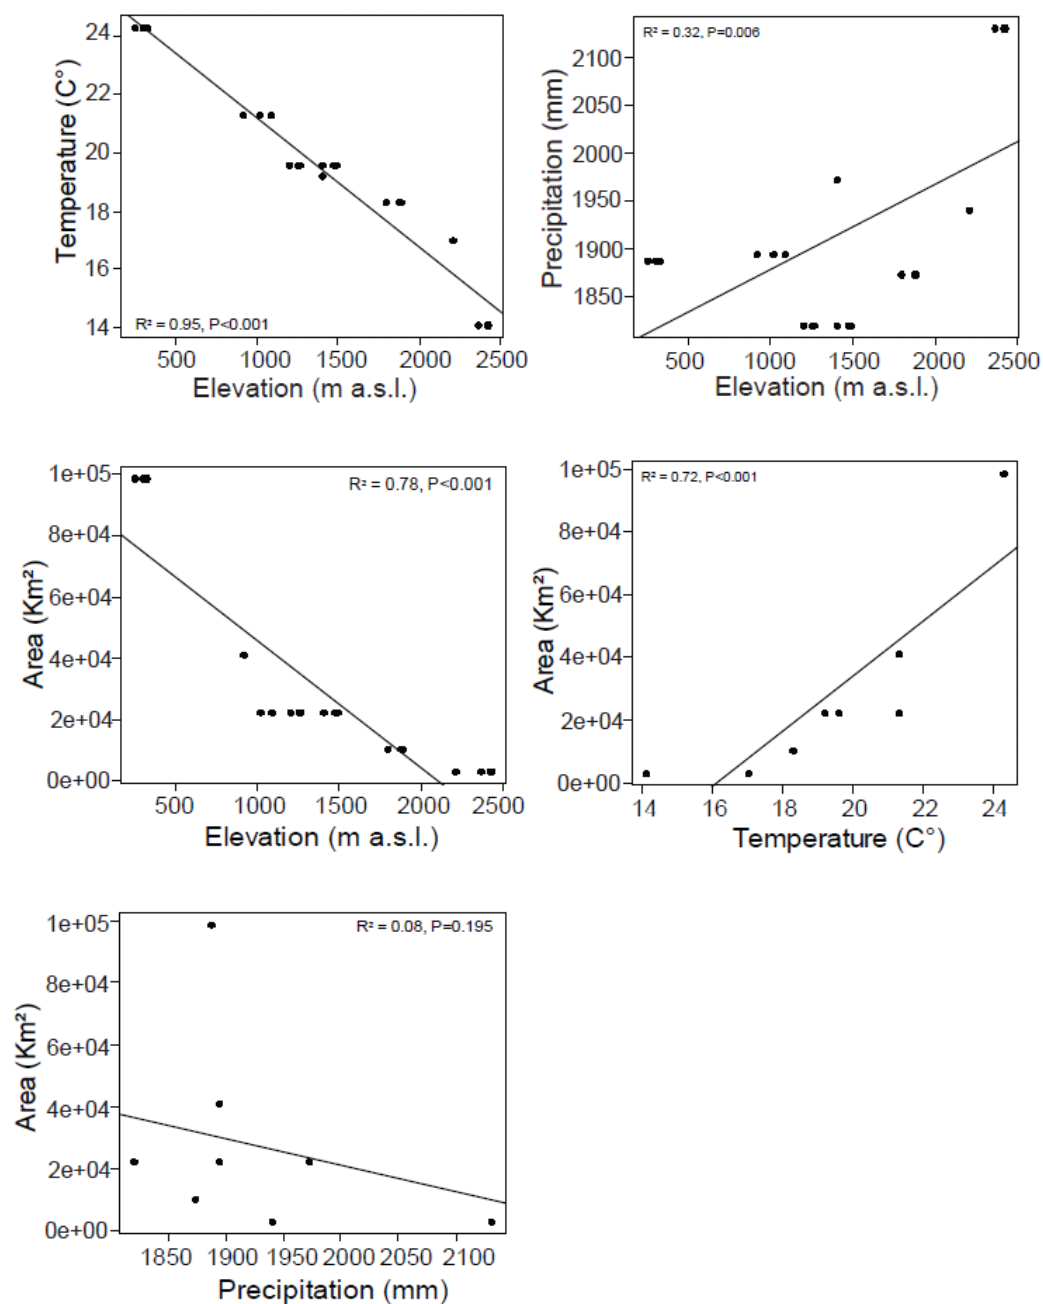 24
22
20
18
16
14
Temperature (C°)
R² = 0.95, P<0.001
500 1000 1500 2000 2500
Elevation (m a.s.l.)
R² = 0.32, P=0.006
2100
2050
2000
1950
1900
1850
Precipitation (mm)
500 1000 1500 2000 2500
Elevation (m a.s.l.)
1e+05
8e+04
6e+04
4e+04
2e+04
0e+00
Area (Km²)
R² = 0.78, P<0.001
500 1000 1500 2000 2500
Elevation (m a.s.l.)
1e+05
8e+04
6e+04
4e+04
2e+04
0e+00
Area (Km²)
R² = 0.72, P<0.001
14 16 18 20 22 24
Temperature (C°)
1e+05
8e+04
6e+04
4e+04
2e+04
0e+00
Area (Km²)
R² = 0.08, P=0.195
1850 1900 1950 2000 2050 2100
Precipitation (mm)